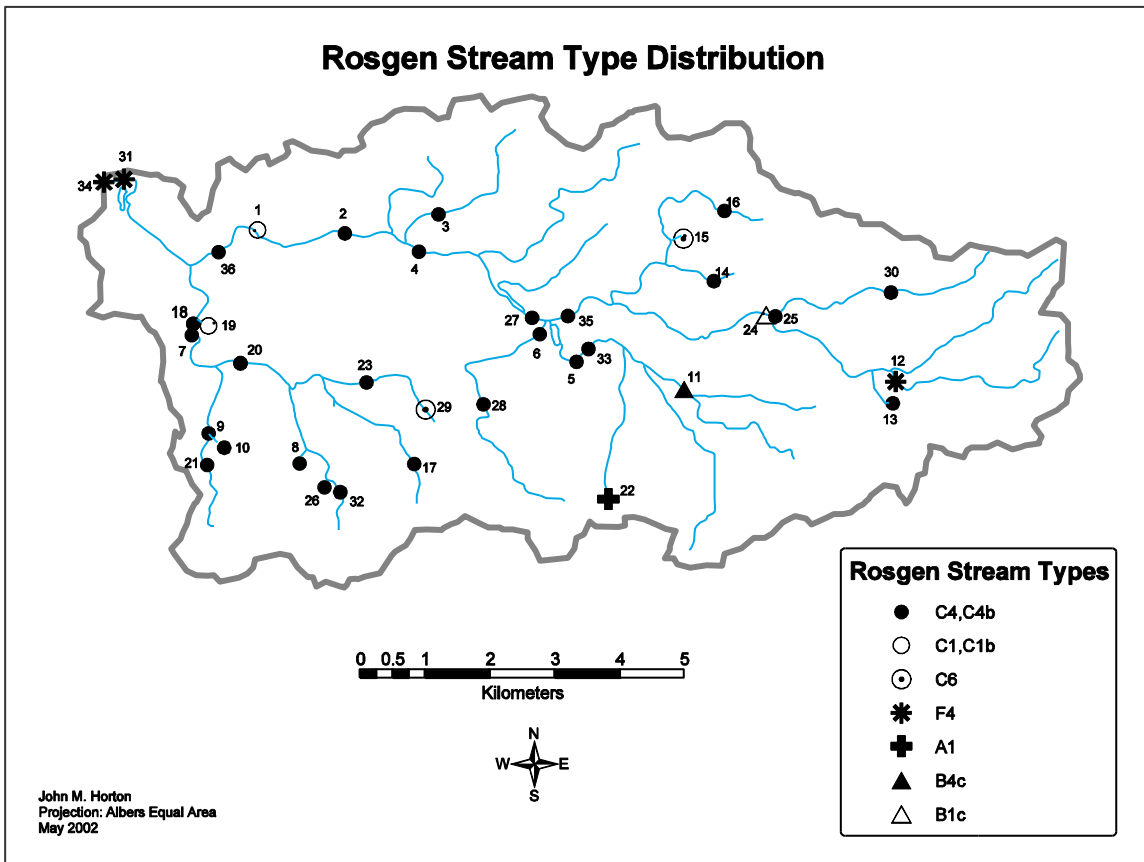 Rosgen Stream Type Distribution
31
34
1
2
3
4
36
16
15
14
30
18
19
7
27
35
6
5
33
24
25
12
13
20
23
29
28
11
9
10
21
8
26
32
17
22
Rosgen Stream Types
C4,C4b
C1,C1b
C6
F4
A1
B4c
B1c
0 0.5 1 2 3 4 5
Kilometers
N
W E
S
John M. Horton
Projection: Albers Equal Area
May 2002